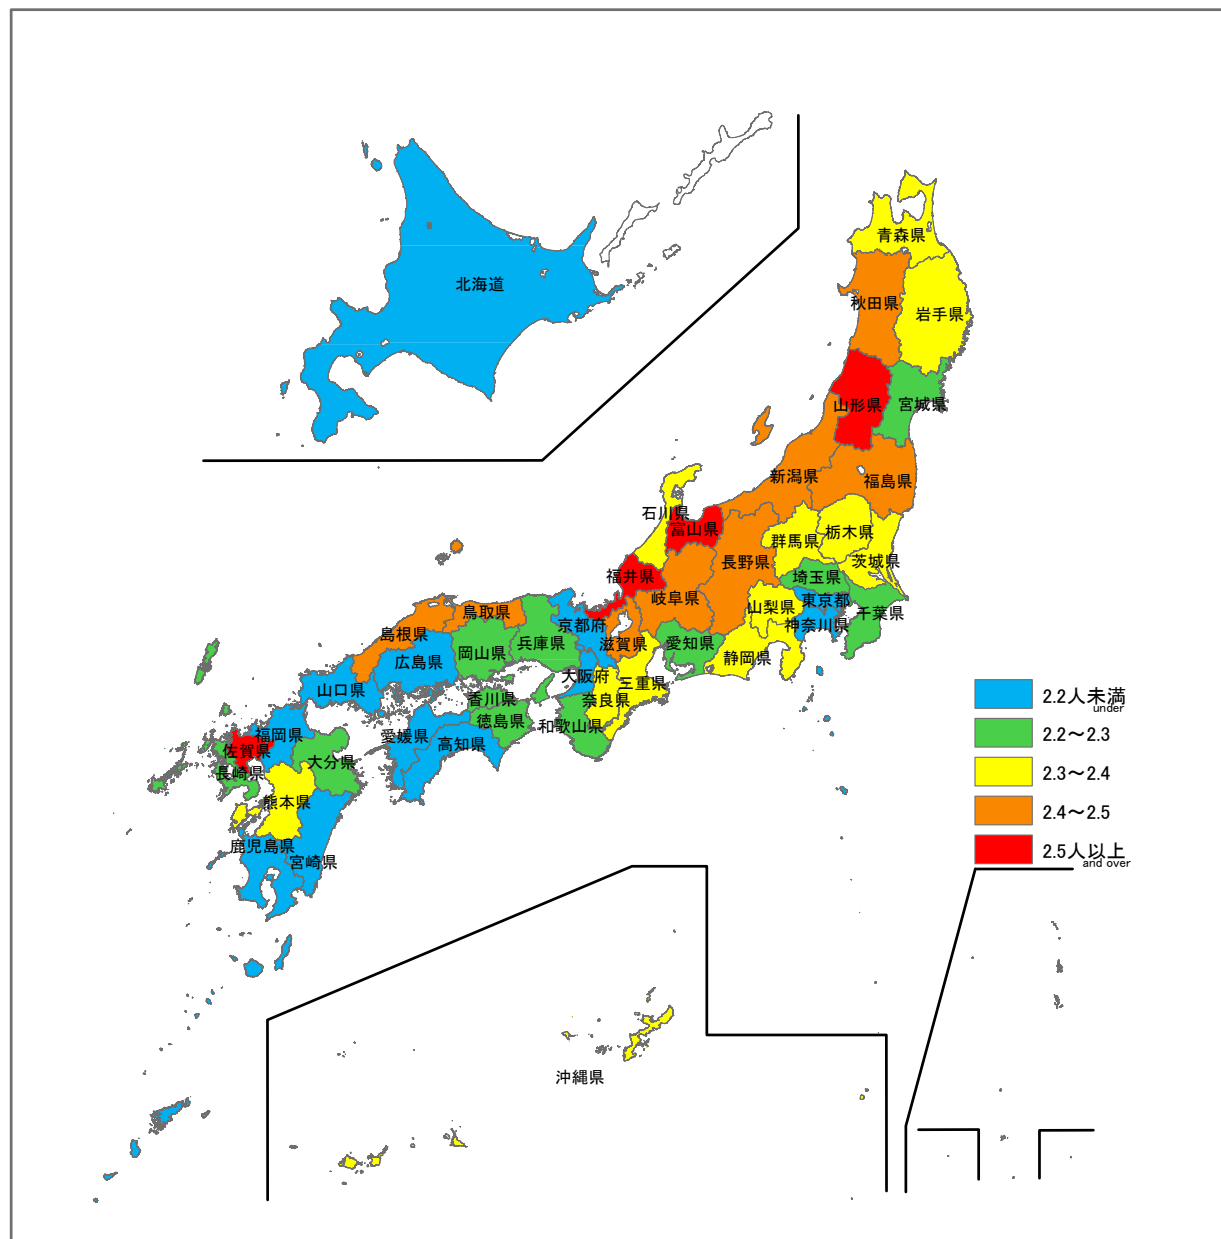 青森県
北海道
秋田県
岩手県
山形県
宮城県
新潟県
福島県
石川県
富山県
栃木県
群馬県
長野県
茨城県
福井県
埼玉県
岐阜県
東京都
山梨県
千葉県
鳥取県
京都府
神奈川県
島根県
滋賀県
兵庫県
愛知県
岡山県
静岡県
広島県
大阪府
三重県
山口県
香川県
奈良県
徳島県
和歌山県
福岡県
愛媛県
高知県
佐賀県
大分県
長崎県
熊本県
鹿児島県
宮崎県
沖縄県
2.2人未満
under
2.2～2.3
2.3～2.4
2.4～2.5
2.5人以上
and over